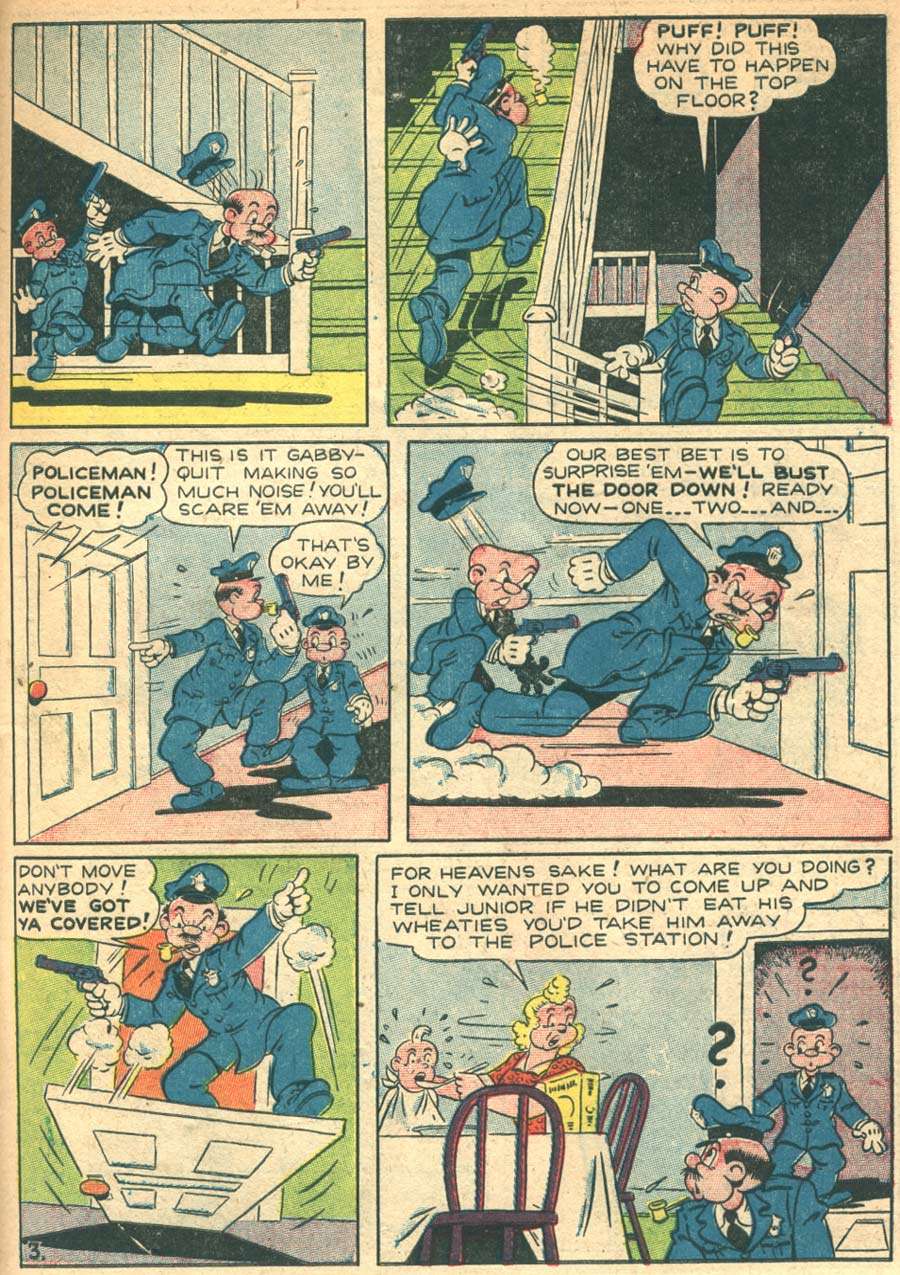 PUFF! PUFF!
WHY DID THIS
HAVE TO HAPPEN
ON THE TOP
FLOOR?
POLICEMAN!
POLICEMAN
COME!
THIS IS IT GABBY-
QUIT MAKING SO
MUCH NOISE! YOU'LL
SCARE 'EM AWAY!
THAT'S
OKAY BY
ME!
OUR BEST BET IS TO
SURPRISE 'EM-WE'LL BUST
THE DOOR DOWN! READY
NOW-ONE...TWO...AND...
DON'T MOVE
ANYBODY!
WE'VE GOT
YA COVERED!
FOR HEAVENS SAKE! WHAT ARE YOU DOING?
I ONLY WANTED YOU TO COME UP AND
TELL JUNIOR IF HE DIDN'T EAT HIS
WHEATIES YOU'D TAKE HIM AWAY
TO THE POLICE STATION!
?
?
3.